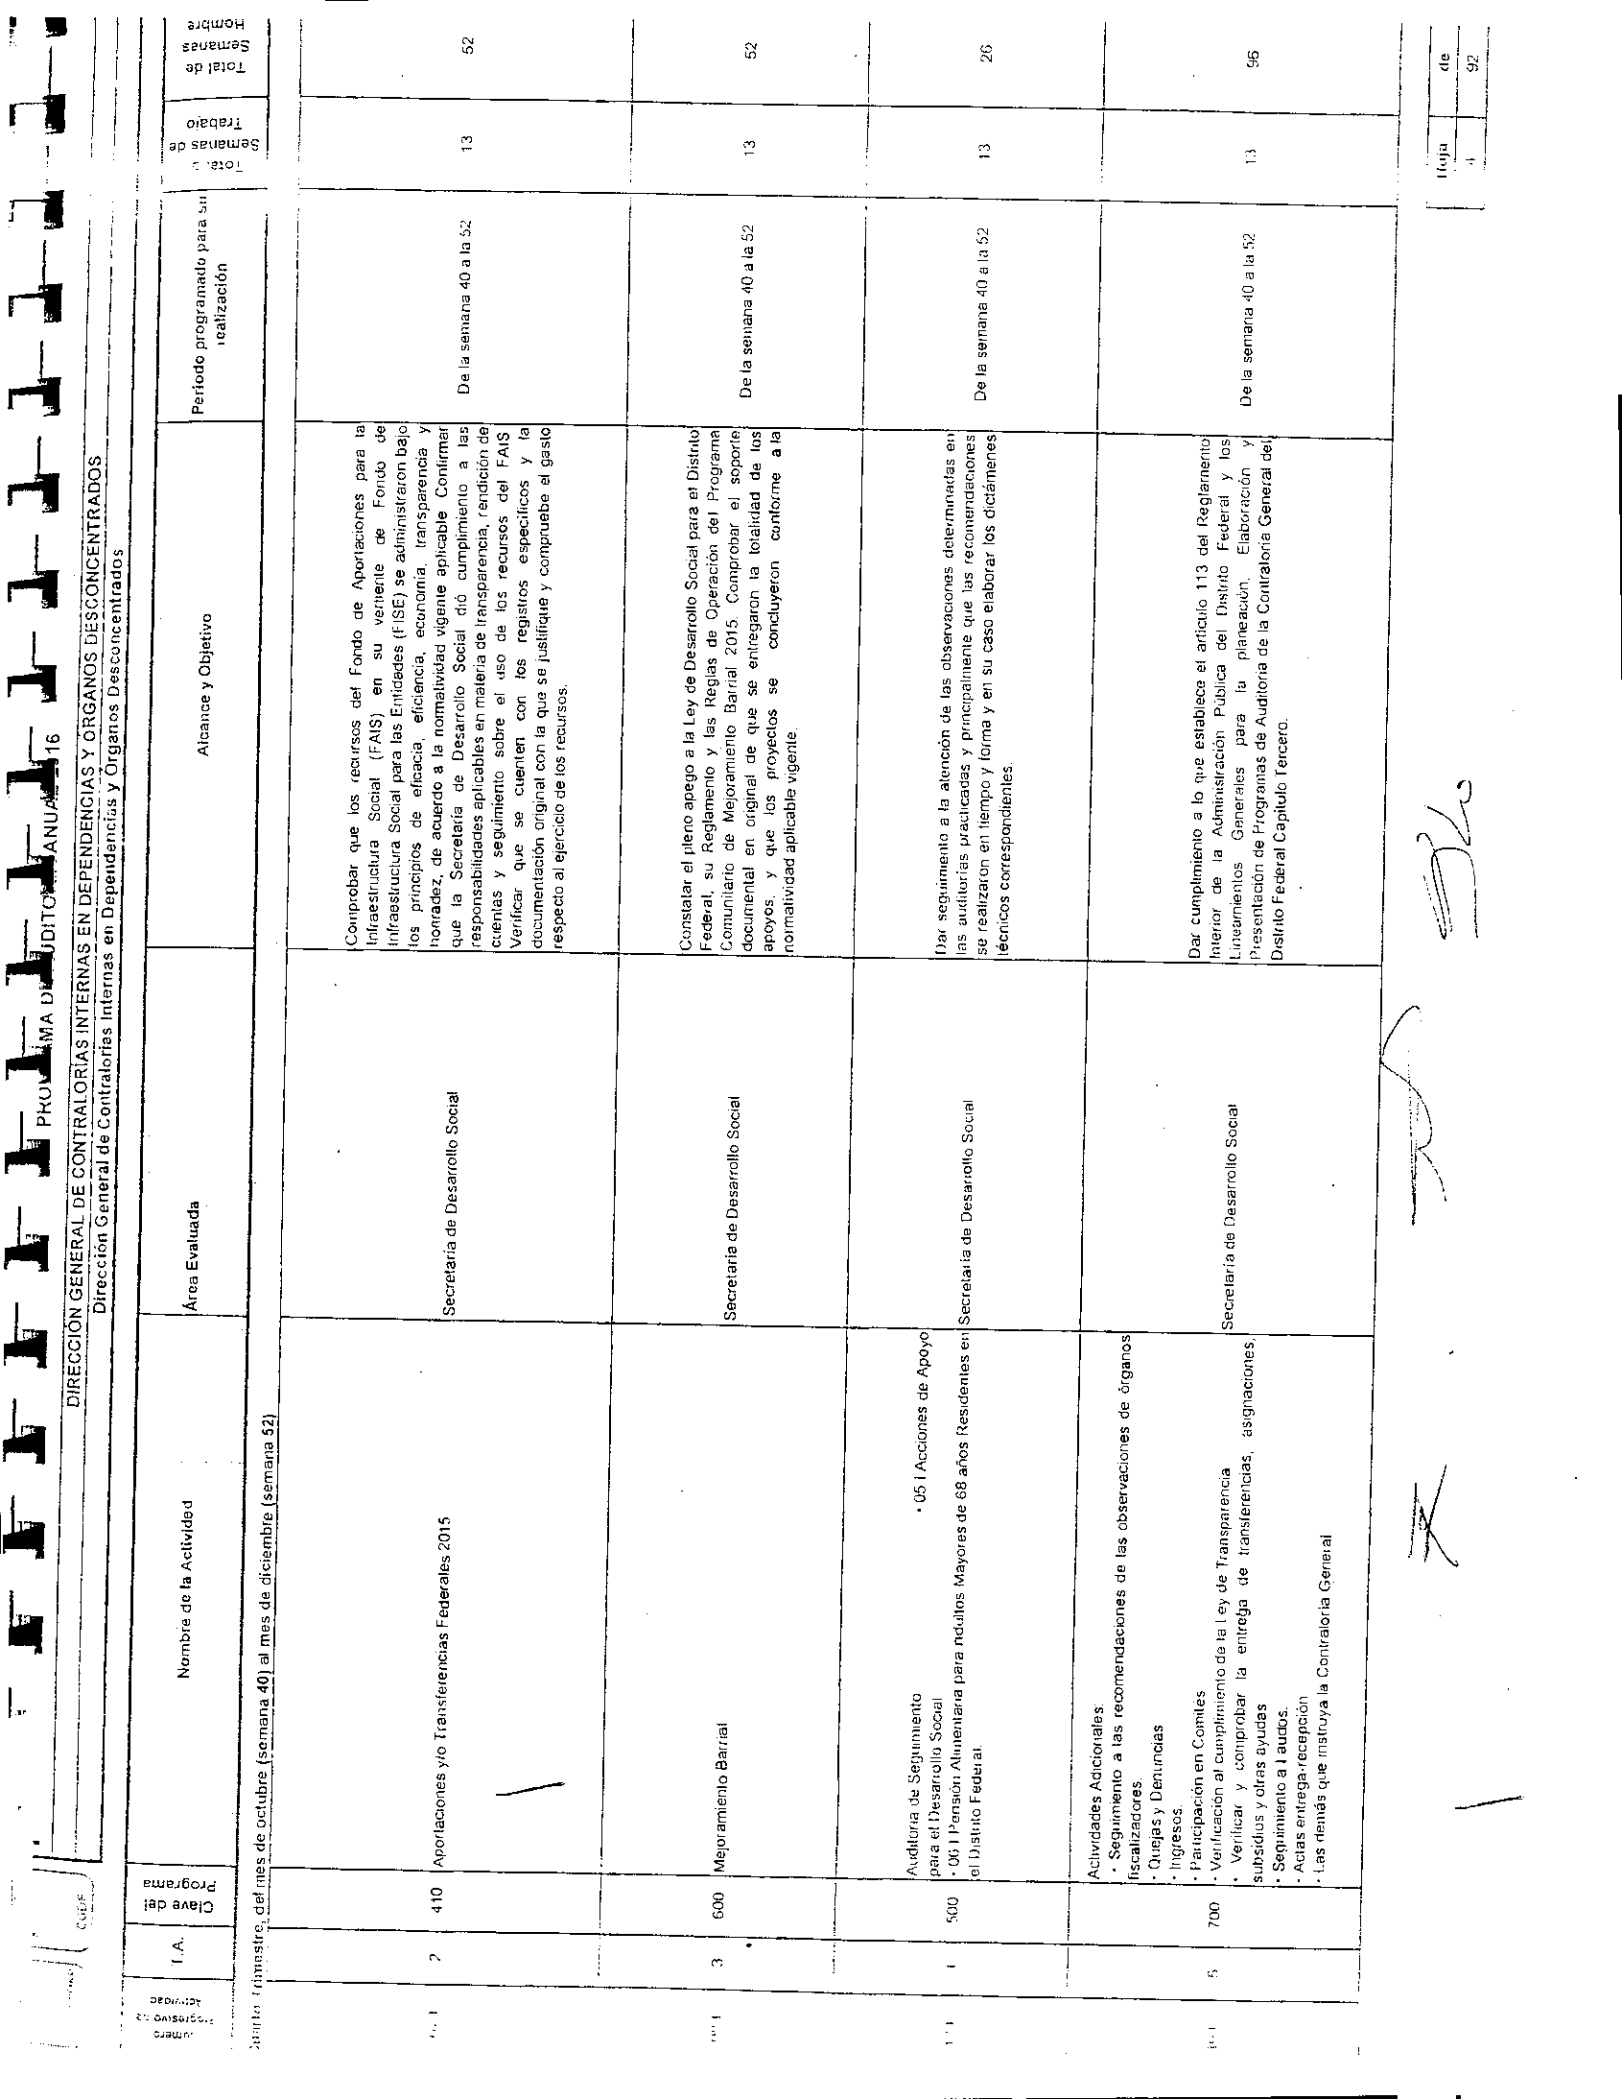 AUDITO
ANUAL
16
DIRECCIÓN GENERAL DE CONTRALORÍAS INTERNAS EN DEPENDENCIAS Y ÓRGANOS DESCONCENTRADOS
Dirección General de Contralorías Internas en Dependencias y Órganos Desconcentrados
T.A.
Clave del
Programa
Nombre de la Actividad
Área Evaluada
Alcance y Objetivo
Periodo programado para su
realización
Semanas de
Trabajo
Total de
Semanas
Hombre
Trimestre, del mes de octubre (semana 40) al mes de diciembre (semana 52)
2
410
Aportaciones y/o Transferencias Federales 2015
Secretaría de Desarrollo Social
Comprobar que los recursos del Fondo de Aportaciones para la
Infraestructura Social (FAIS) en su vertiente de Fondo de
Infraestructura Social para las Entidades (FISE) se administraron bajo
los principios de eficacia, eficiencia, economía, transparencia y
honradez, de acuerdo a la normatividad vigente aplicable Confirmar
que la Secretaría de Desarrollo Social dió cumplimiento a las
responsabilidades aplicables en materia de transparencia, rendición de
cuentas y seguimiento sobre el uso de los recursos del FAIS
Verificar que se cuenten con los registros específicos y la
documentación original con la que se justifique y compruebe el gasto
respecto al ejercicio de los recursos.
De la semana 40 a la 52
13
52
3
600
Mejoramiento Barrial
Secretaría de Desarrollo Social
Constatar el pleno apego a la Ley de Desarrollo Social para el Distrito
Federal, su Reglamento y las Reglas de Operación del Programa
Comunitario de Mejoramiento Barrial 2015. Comprobar el soporte
documental en original de que se entregaron la totalidad de los
apoyos, y que los proyectos se concluyeron conforme a la
normatividad aplicable vigente.
De la semana 40 a la 52
13
52
500
Auditoría de Seguimiento • 05 I Acciones de Apoyo
para el Desarrollo Social
• 06 I Pensión Alimentaria para adultos Mayores de 68 años Residentes en
el Distrito Federal.
Secretaría de Desarrollo Social
Dar seguimiento a la atención de las observaciones determinadas en
las auditorías practicadas y principalmente que las recomendaciones
se realizaron en tiempo y forma y en su caso elaborar los dictámenes
técnicos correspondientes.
De la semana 40 a la 52
13
26
5
700
Actividades Adicionales:
• Seguimiento a las recomendaciones de las observaciones de órganos
fiscalizadores.
• Quejas y Denuncias
• Ingresos.
• Participación en Comités
• Verificación al cumplimiento de la Ley de Transparencia
• Verificar y comprobar la entrega de transferencias, asignaciones,
subsidios y otras ayudas
• Seguimiento a Laudos.
• Actas entrega-recepción
• Las demás que instruya la Contraloría General
Secretaría de Desarrollo Social
Dar cumplimiento a lo que establece el artículo 113 del Reglamento
Interior de la Administración Pública del Distrito Federal y los
Lineamientos Generales para la planeación, Elaboración y
Presentación de Programas de Auditoría de la Contraloría General del
Distrito Federal Capítulo Tercero.
De la semana 40 a la 52
13
96
Hoja de
4 92